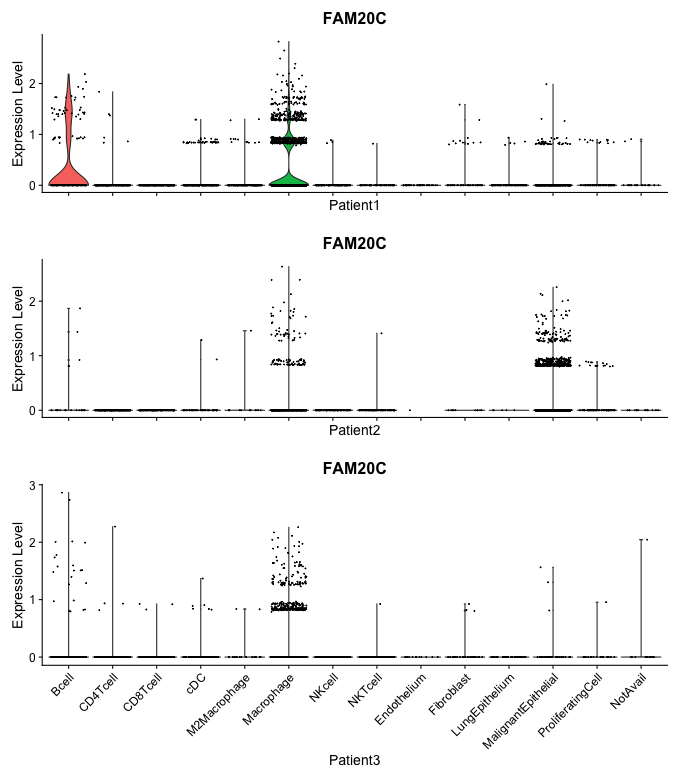 FAM20C
Expression Level
2
1
0
Patient1
FAM20C
Expression Level
2
1
0
Patient2
FAM20C
Expression Level
3
2
1
0
Bcell
CD4Tcell
CD8Tcell
cDC
M2Macrophage
Macrophage
NKcell
NKTcell
Endothelium
Fibroblast
LungEpithelium
MalignantEpithelial
ProliferatingCell
NotAvail
Patient3